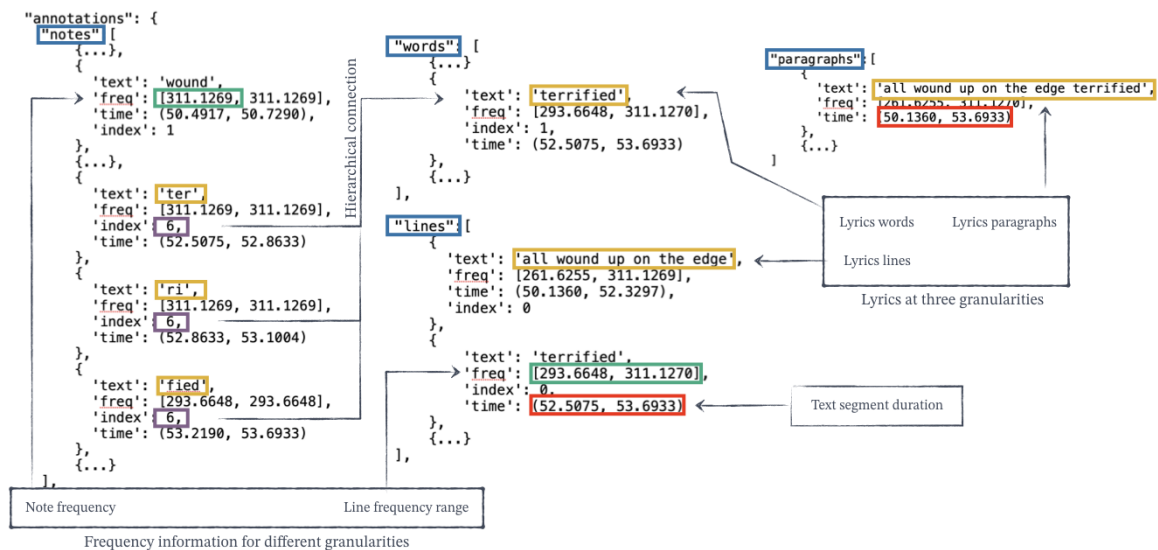 "annotations": {
"notes" [
{...},
{
'text': 'wound',
'freq': [311.1269, 311.1269],
'time': (50.4917, 50.7290),
'index': 1
},
{...},
{
'text': 'ter',
'freq': [311.1269, 311.1269],
'index': 6,
'time': (52.5075, 52.8633)
},
{
'text': 'ri',
'freq': [311.1269, 311.1269],
'index': 6,
'time': (52.8633, 53.1004)
},
{
'text': 'fied',
'freq': [293.6648, 293.6648],
'index': 6,
'time': (53.2190, 53.6933)
},
{...}
],
Hierarchical connection
"words": [
{...}
{
'text': 'terrified',
'freq': [293.6648, 311.1270],
'index': 1,
'time': (52.5075, 53.6933)
},
{...}
],
"lines": [
{
'text': 'all wound up on the edge',
'freq': [261.6255, 311.1269],
'time': (50.1360, 52.3297),
'index': 0
},
{
'text': 'terrified',
'freq': [293.6648, 311.1270],
'index': 0,
'time': (52.5075, 53.6933)
},
{...}
],
"paragraphs": [
{
'text': 'all wound up on the edge terrified',
'freq': [261.6255, 311.1270],
'time': (50.1360, 53.6933)
},
{...}
]
Lyrics words Lyrics paragraphs
Lyrics lines
Lyrics at three granularities
Text segment duration
Note frequency Line frequency range
Frequency information for different granularities